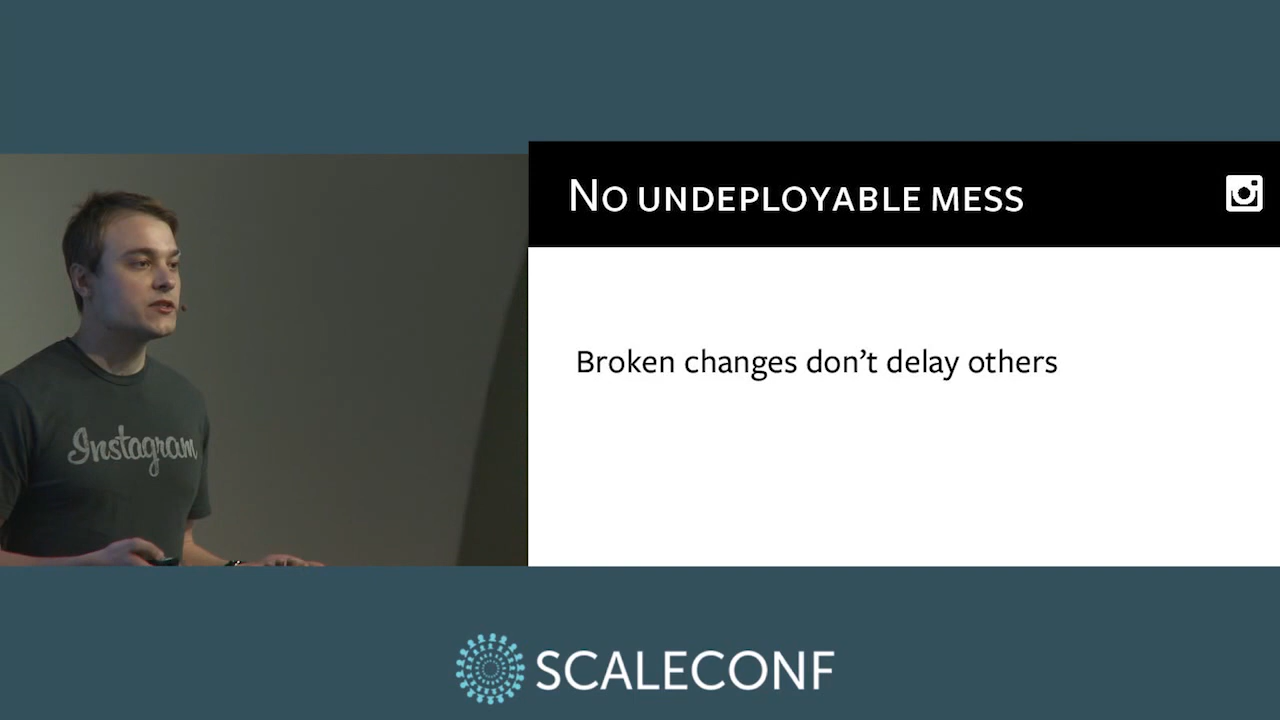 No undeployable mess
Broken changes don’t delay others
Instagram
SCALECONF